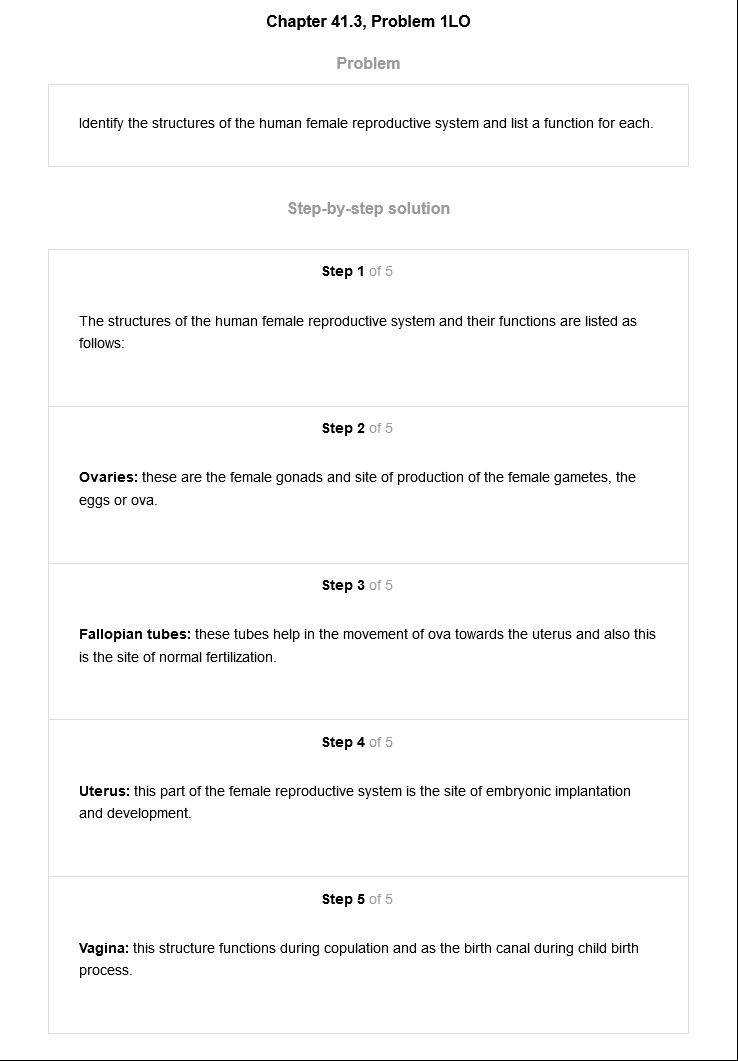 Chapter 41.3, Problem 1LO
Problem
Identify the structures of the human female reproductive system and list a function for each.
Step-by-step solution
Step 1 of 5
The structures of the human female reproductive system and their functions are listed as
follows:
Step 2 of 5
Ovaries: these are the female gonads and site of production of the female gametes, the
eggs or ova.
Step 3 of 5
Fallopian tubes: these tubes help in the movement of ova towards the uterus and also this
is the site of normal fertilization.
Step 4 of 5
Uterus: this part of the female reproductive system is the site of embryonic implantation
and development.
Step 5 of 5
Vagina: this structure functions during copulation and as the birth canal during child birth
process.